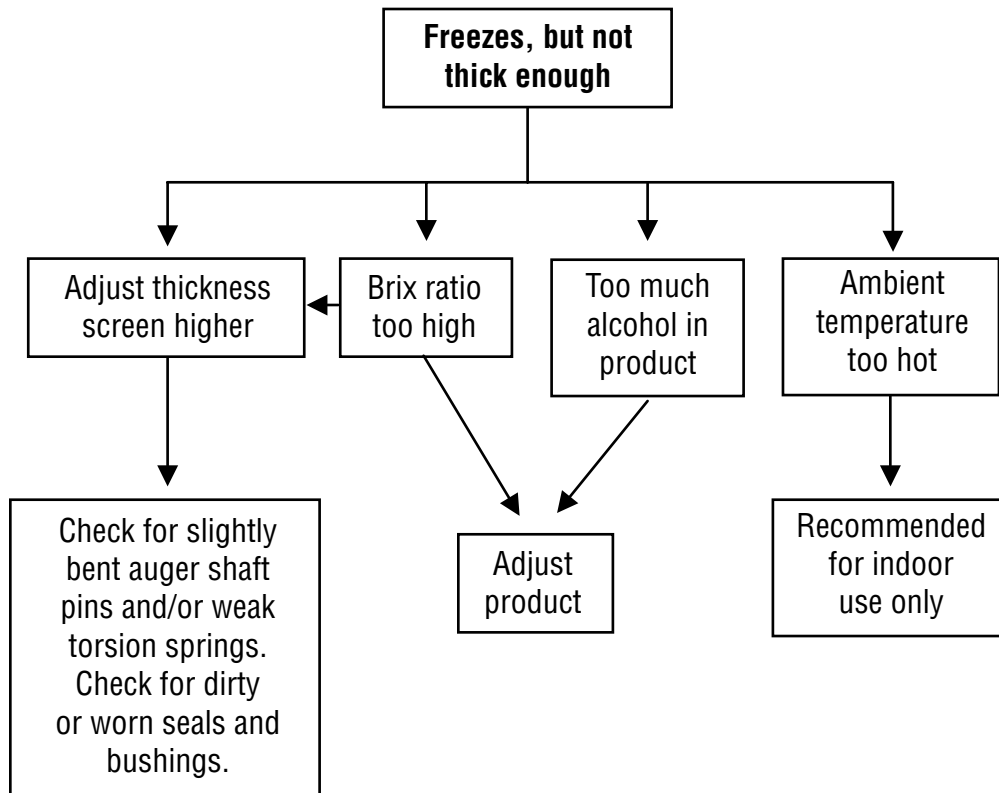 Freezes, but not
thick enough
Adjust thickness
screen higher
Brix ratio
too high
Too much
alcohol in
product
Ambient
temperature
too hot
Check for slightly
bent auger shaft
pins and/or weak
torsion springs.
Check for dirty
or worn seals and
bushings.
Adjust
product
Recommended
for indoor
use only